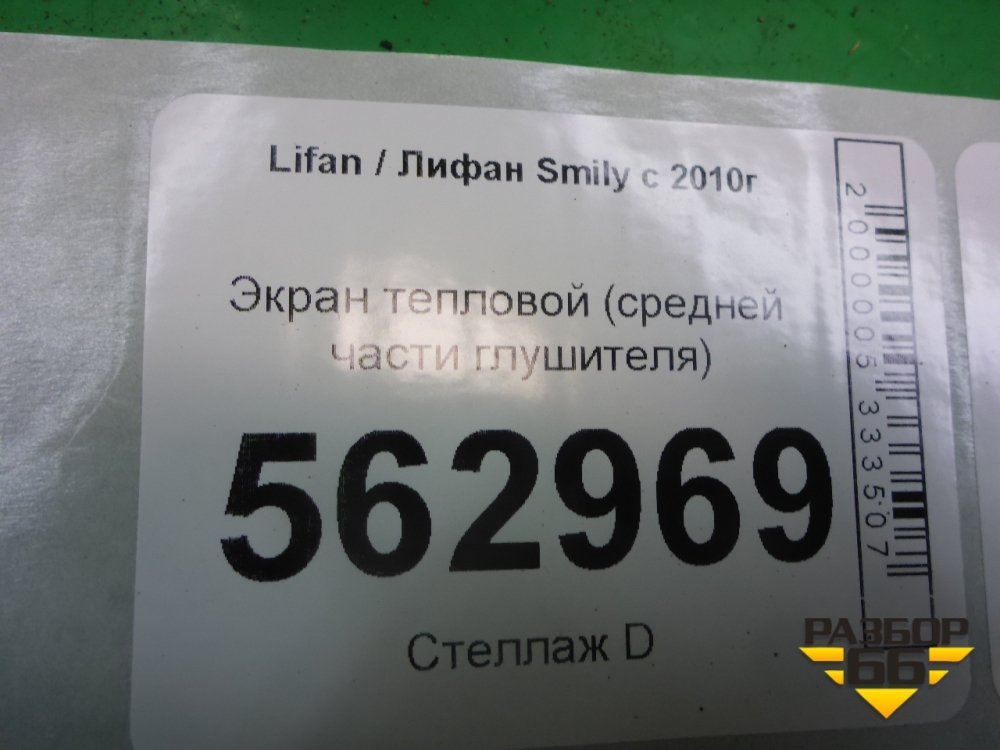 Lifan / Лифан Smily с 2010г
Экран тепловой (средней
части глушителя)
562969
Стеллаж D
2000005333507
РАЗБОР
66